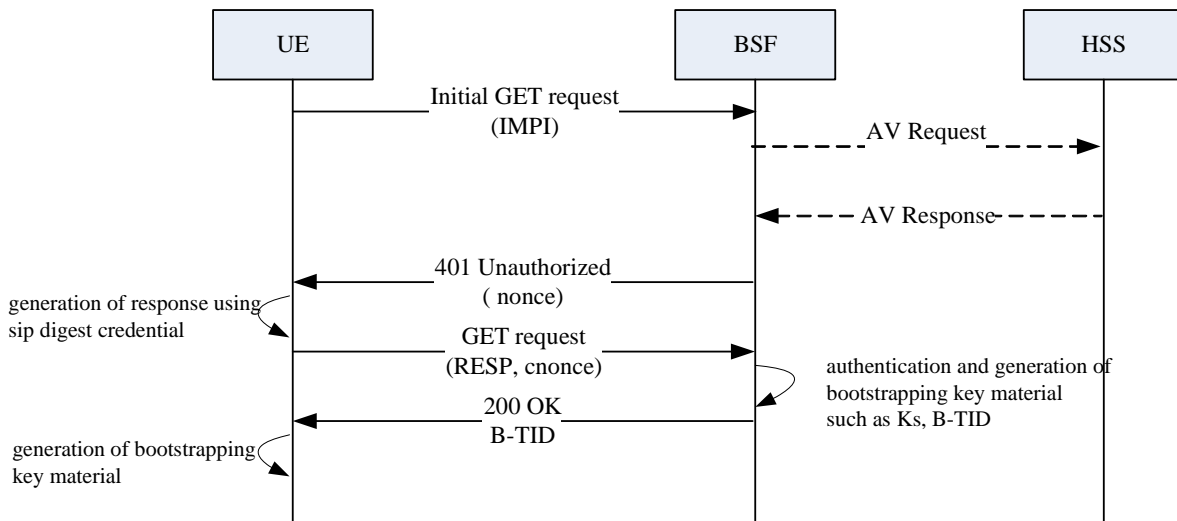 UE
BSF
HSS
Initial GET request
(IMPI)
AV Request
AV Response
401 Unauthorized
( nonce)
generation of response using
sip digest credential
GET request
(RESP, cnonce)
authentication and generation of
bootstrapping key material
such as Ks, B-TID
200 OK
B-TID
generation of bootstrapping
key material